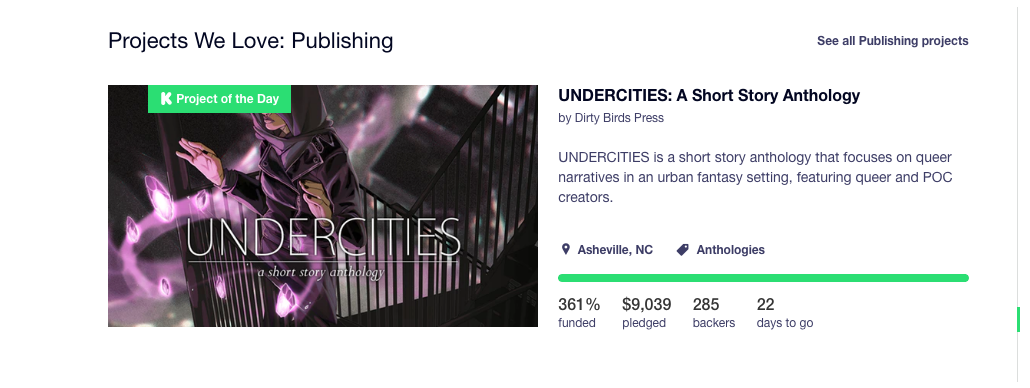 Projects We Love: Publishing
See all Publishing projects
Project of the Day
UNDERCITIES
a short story anthology
UNDERCITIES: A Short Story Anthology
by Dirty Birds Press
UNDERCITIES is a short story anthology that focuses on queer
narratives in an urban fantasy setting, featuring queer and POC
creators.
Asheville, NC Anthologies
361% $9,039 285 22
funded pledged backers days to go